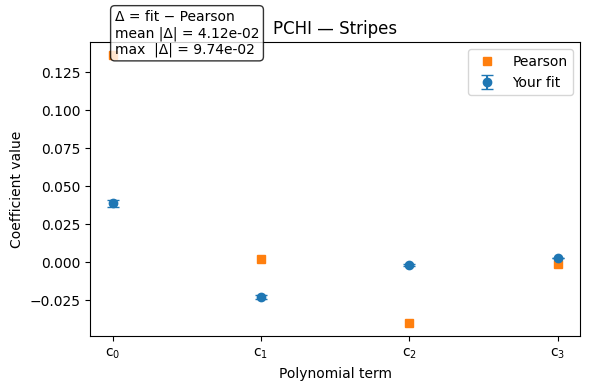 PCHI — Stripes
Δ = fit − Pearson
mean |Δ| = 4.12e-02
max  |Δ| = 9.74e-02
Pearson
Your fit
Coefficient value
0.125
0.100
0.075
0.050
0.025
0.000
−0.025
c₀ c₁ c₂ c₃
Polynomial term